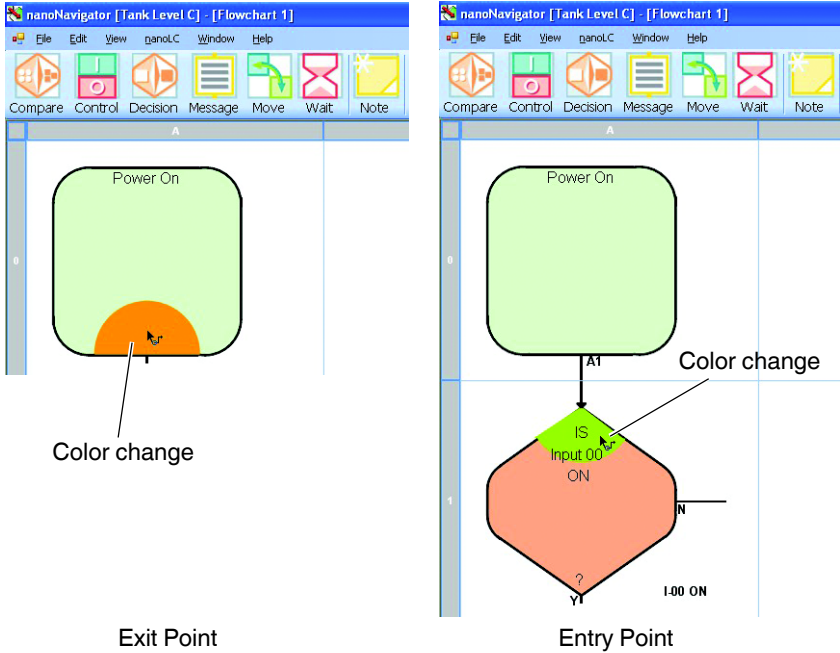 nanoNavigator [Tank Level C] - [Flowchart 1]
File Edit View nanoLC Window Help
Compare Control Decision Message Move Wait Note
A
0
Power On
Color change
Exit Point
nanoNavigator [Tank Level C] - [Flowchart 1]
File Edit View nanoLC Window Help
Compare Control Decision Message Move Wait Note
A
0
Power On
A1
Color change
1
IS
Input 00
ON
N
?
Y
I-00 ON
Entry Point